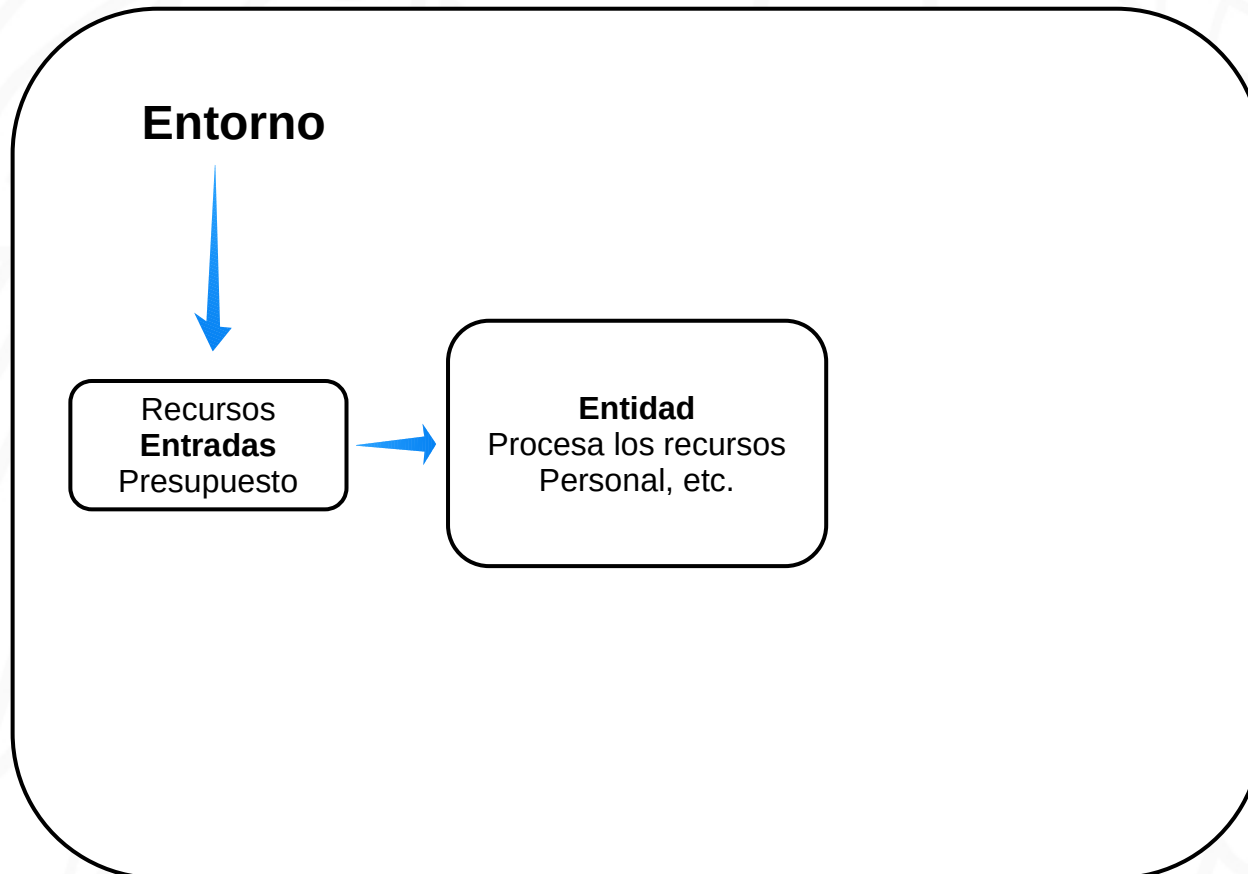 Entorno
Recursos
Entradas
Presupuesto
Entidad
Procesa los recursos
Personal, etc.